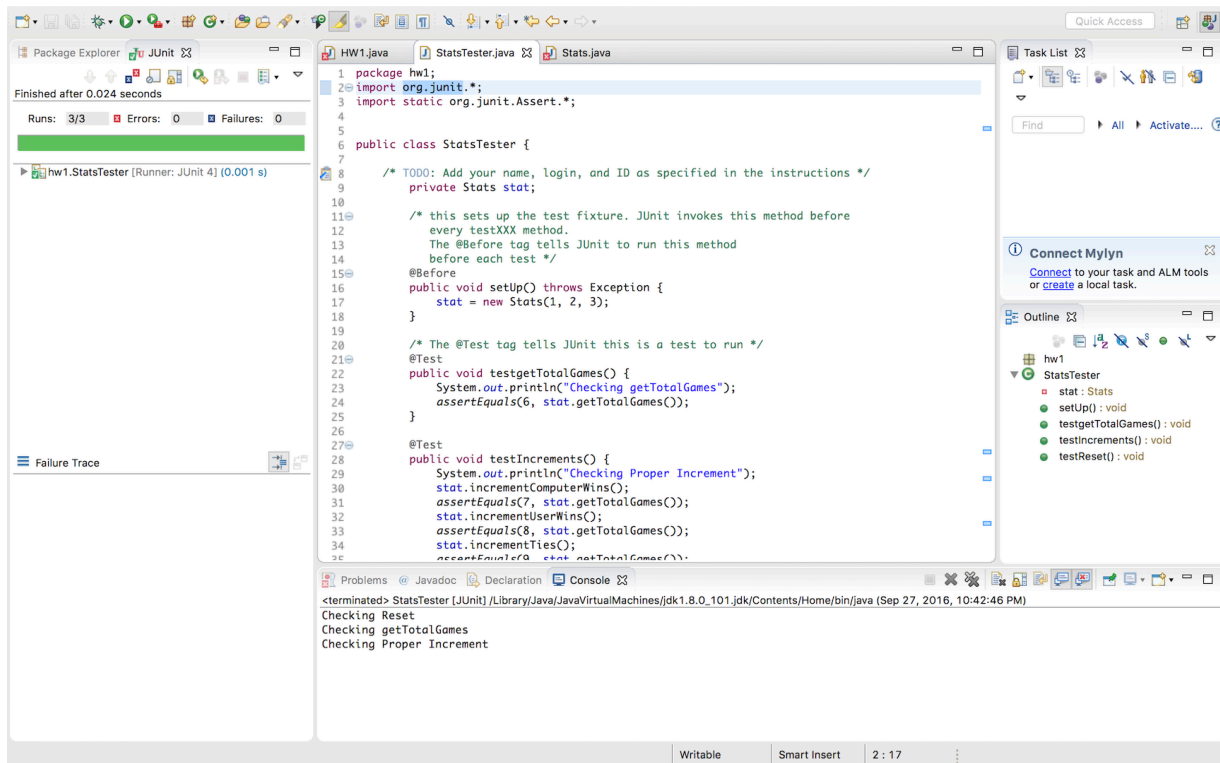 Quick Access
Package Explorer JUnit
Finished after 0.024 seconds
Runs: 3/3 Errors: 0 Failures: 0
hw1.StatsTester [Runner: JUnit 4] (0.001 s)
Failure Trace
HW1.java StatsTester.java Stats.java
1 package hw1;
2 import org.junit.*;
3 import static org.junit.Assert.*;
4
5
6 public class StatsTester {
7
8 /* TODO: Add your name, login, and ID as specified in the instructions */
9 private Stats stat;
10
11 /* this sets up the test fixture. JUnit invokes this method before
12 every testXXX method.
13 The @Before tag tells JUnit to run this method
14 before each test */
15 @Before
16 public void setUp() throws Exception {
17 stat = new Stats(1, 2, 3);
18 }
19
20 /* The @Test tag tells JUnit this is a test to run */
21 @Test
22 public void testgetTotalGames() {
23 System.out.println("Checking getTotalGames");
24 assertEquals(6, stat.getTotalGames());
25 }
26
27 @Test
28 public void testIncrements() {
29 System.out.println("Checking Proper Increment");
30 stat.incrementComputerWins();
31 assertEquals(7, stat.getTotalGames());
32 stat.incrementUserWins();
33 assertEquals(8, stat.getTotalGames());
34 stat.incrementTies();
35 assertEquals(9, stat.getTotalGames());
Task List
Find All Activate....
Connect Mylyn
Connect to your task and ALM tools
or create a local task.
Outline
hw1
StatsTester
stat : Stats
setUp() : void
testgetTotalGames() : void
testIncrements() : void
testReset() : void
Problems @ Javadoc Declaration Console
<terminated> StatsTester [JUnit] /Library/Java/JavaVirtualMachines/jdk1.8.0_101.jdk/Contents/Home/bin/java (Sep 27, 2016, 10:42:46 PM)
Checking Reset
Checking getTotalGames
Checking Proper Increment
Writable Smart Insert 2 : 17